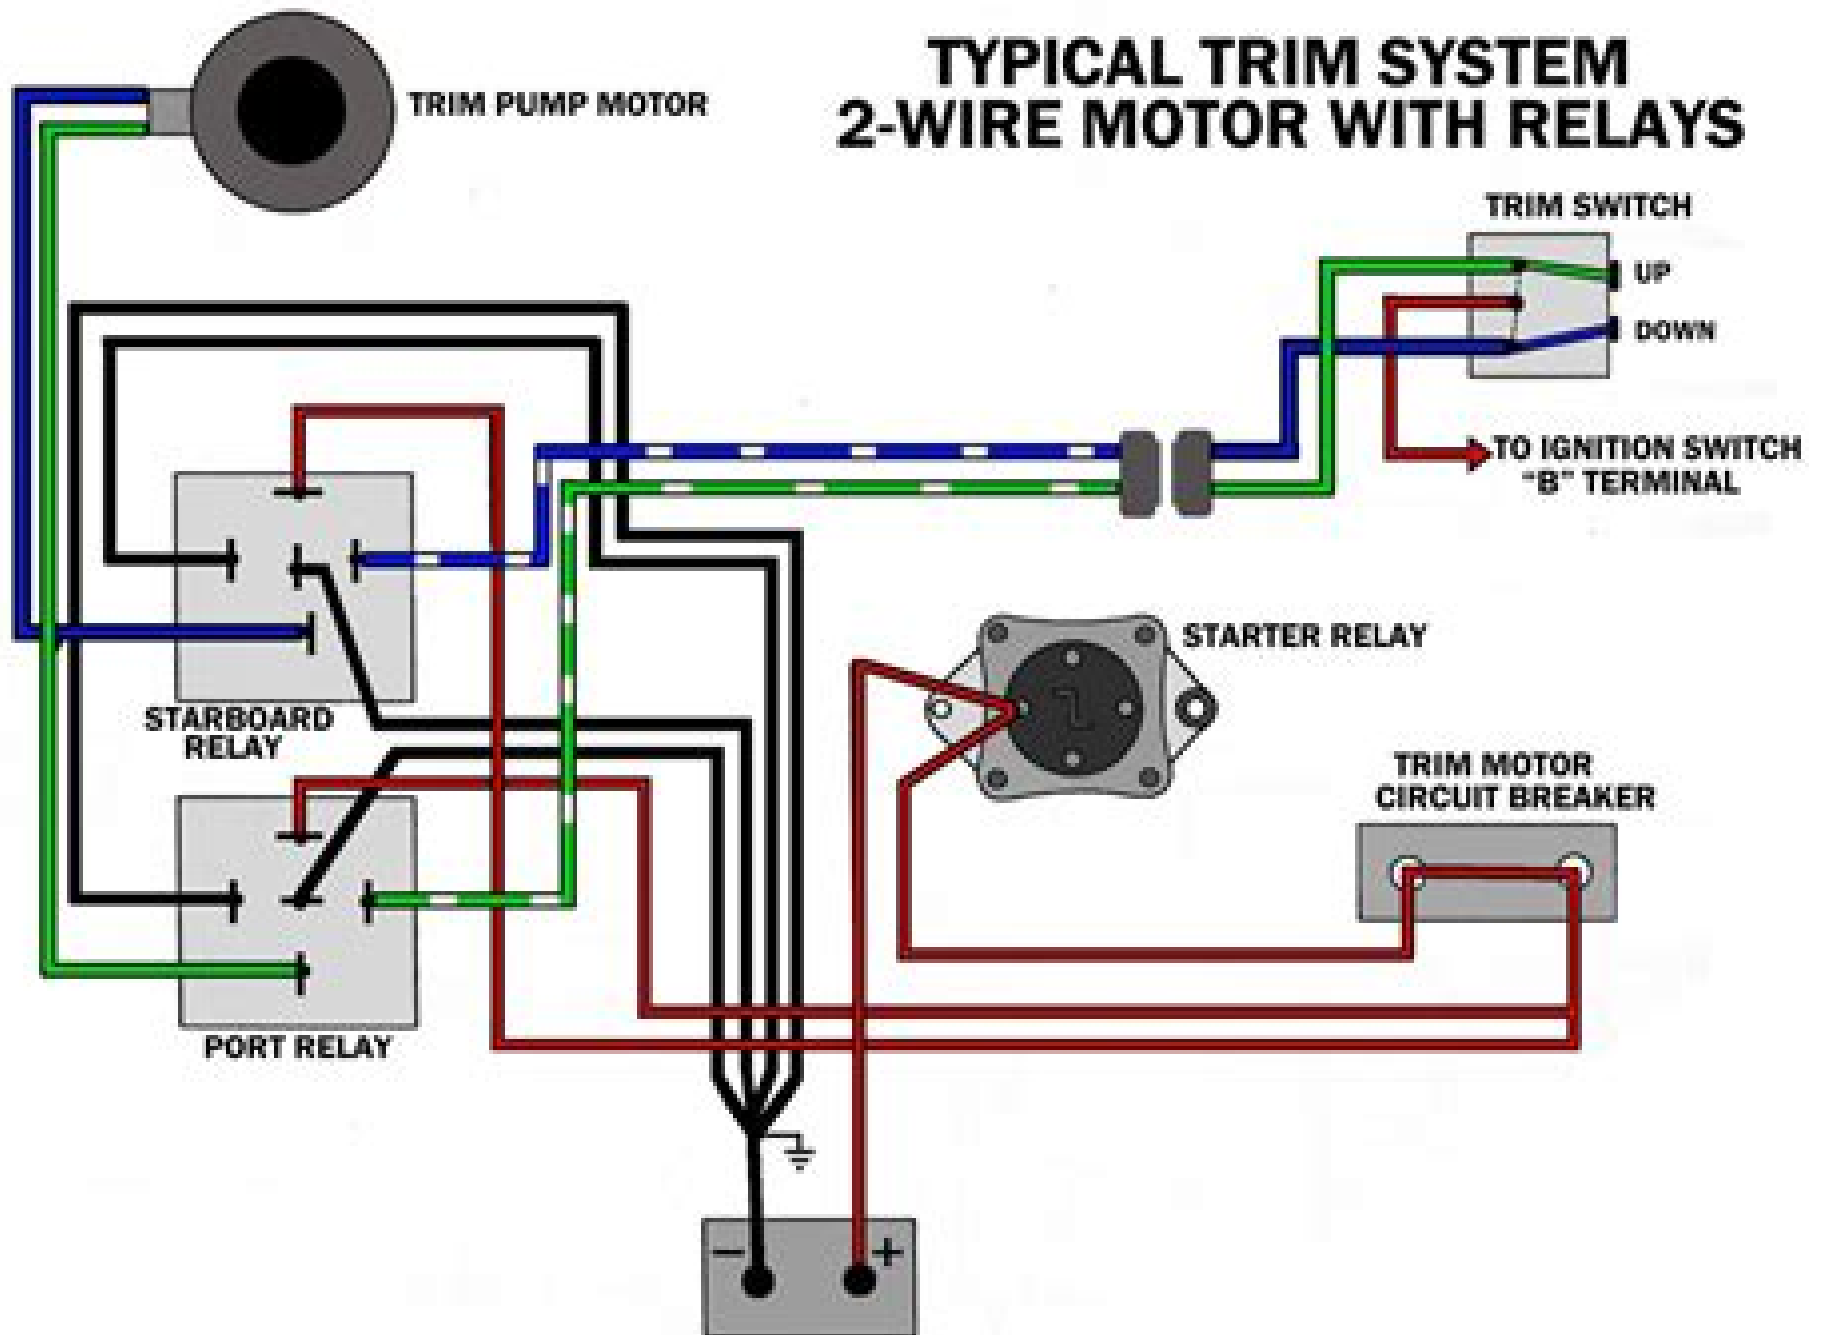 TYPICAL TRIM SYSTEM
2-WIRE MOTOR WITH RELAYS
TRIM PUMP MOTOR
TRIM SWITCH
UP
DOWN
TO IGNITION SWITCH
"B" TERMINAL
STARTER RELAY
STARBOARD
RELAY
TRIM MOTOR
CIRCUIT BREAKER
PORT RELAY
− +